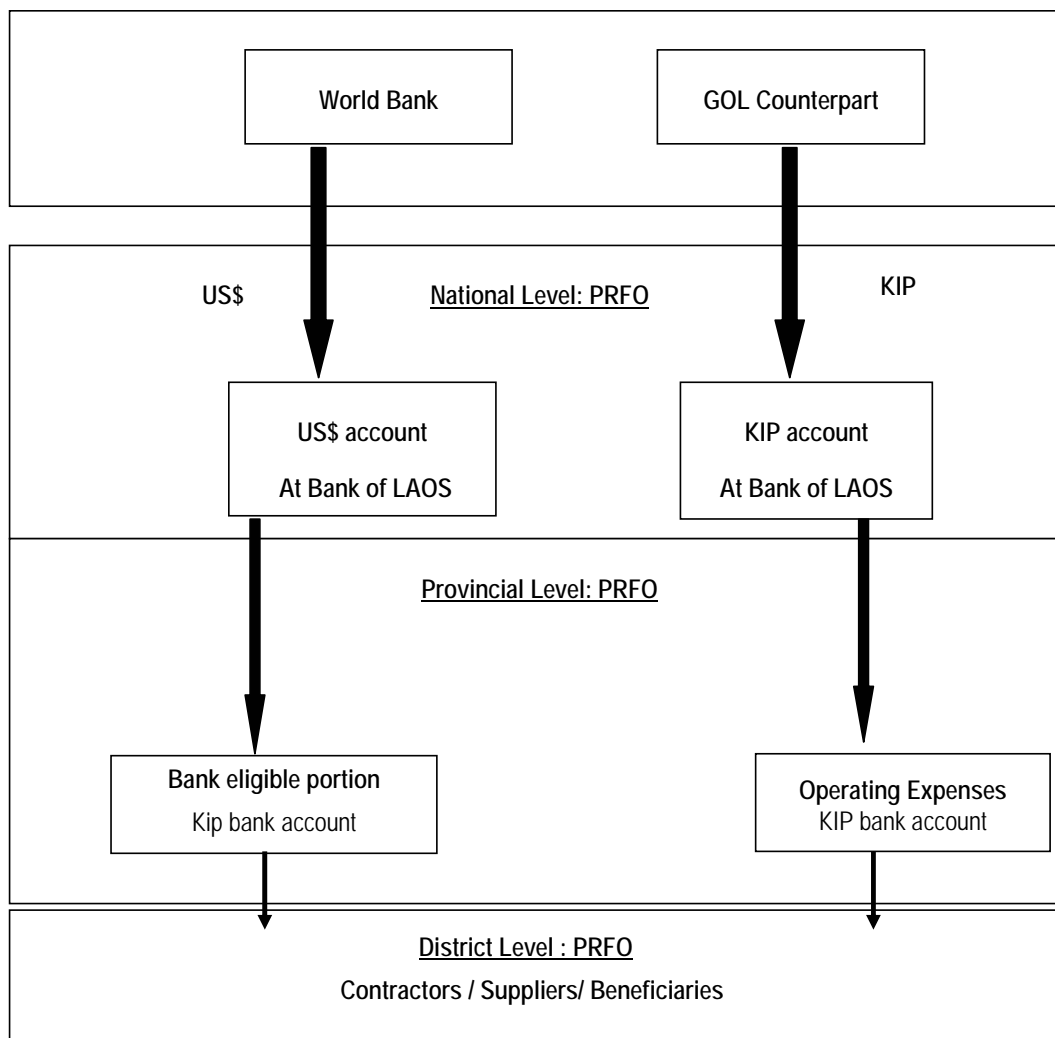 World Bank
GOL Counterpart
US$
National Level: PRFO
KIP
US$ account
At Bank of LAOS
KIP account
At Bank of LAOS
Provincial Level: PRFO
Bank eligible portion
Kip bank account
Operating Expenses
KIP bank account
District Level : PRFO
Contractors / Suppliers/ Beneficiaries